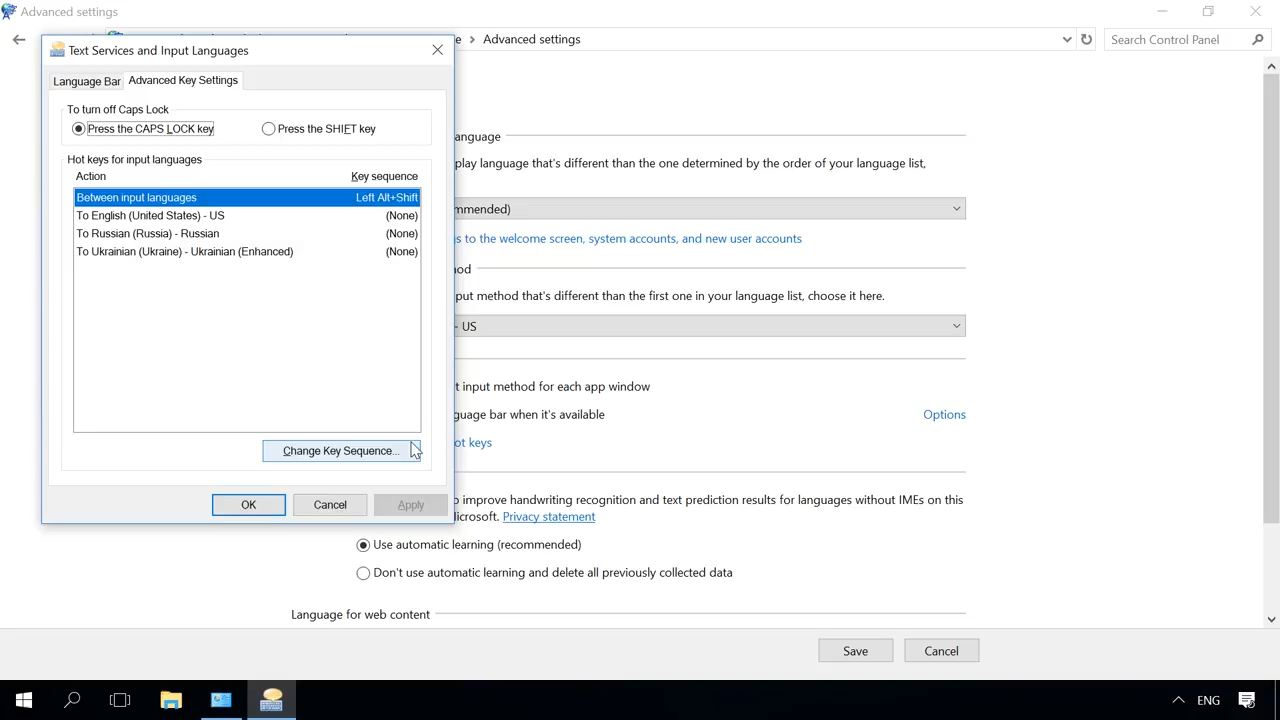 Advanced settings
Advanced settings
Search Control Panel
Text Services and Input Languages
Language Bar
Advanced Key Settings
To turn off Caps Lock
Press the CAPS LOCK key
Press the SHIFT key
Hot keys for input languages
Action
Key sequence
Between input languages
Left Alt+Shift
To English (United States) - US
(None)
To Russian (Russia) - Russian
(None)
To Ukrainian (Ukraine) - Ukrainian (Enhanced)
(None)
Change Key Sequence...
OK
Cancel
Apply
anguage
play language that's different than the one determined by the order of your language list,
mmended)
gs to the welcome screen, system accounts, and new user accounts
hod
put method that's different than the first one in your language list, choose it here.
- US
t input method for each app window
guage bar when it's available
Options
ot keys
to improve handwriting recognition and text prediction results for languages without IMEs on this
Microsoft. Privacy statement
Use automatic learning (recommended)
Don't use automatic learning and delete all previously collected data
Language for web content
Save
Cancel
ENG